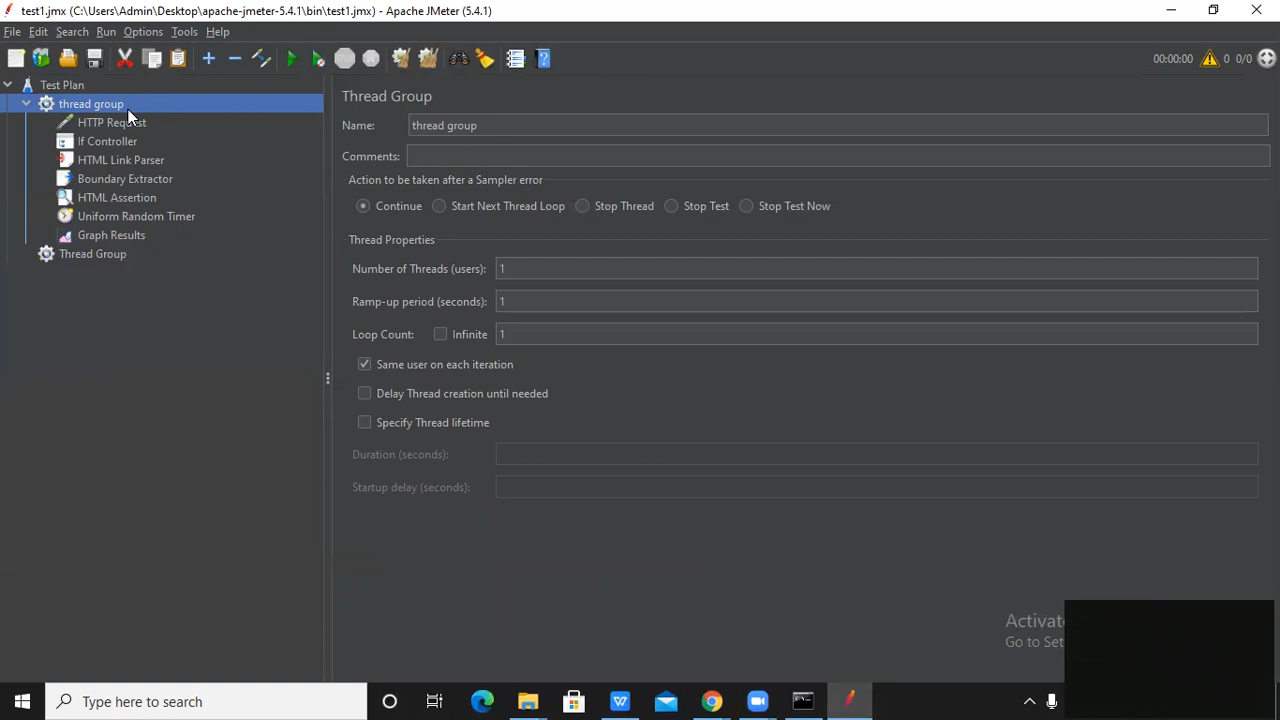 test1.jmx (C:\Users\Admin\Desktop\apache-jmeter-5.4.1\bin\test1.jmx) - Apache JMeter (5.4.1)
File Edit Search Run Options Tools Help
00:00:00 0 0/0
Test Plan
thread group
HTTP Request
If Controller
HTML Link Parser
Boundary Extractor
HTML Assertion
Uniform Random Timer
Graph Results
Thread Group
Thread Group
Name: thread group
Comments:
Action to be taken after a Sampler error
Continue Start Next Thread Loop Stop Thread Stop Test Stop Test Now
Thread Properties
Number of Threads (users): 1
Ramp-up period (seconds): 1
Loop Count: Infinite 1
Same user on each iteration
Delay Thread creation until needed
Specify Thread lifetime
Duration (seconds):
Startup delay (seconds):
Activat
Go to Set
Type here to search